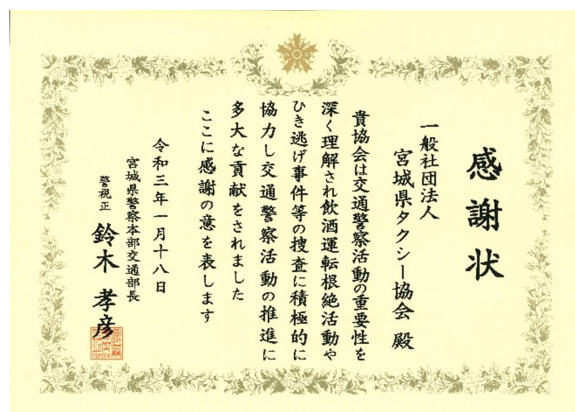 感謝状
一般社団法人
宮城県タクシー協会 殿
貴協会は交通警察活動の重要性を
深く理解され飲酒運転根絶活動や
ひき逃げ事件等の捜査に積極的に
協力し交通警察活動の推進に
多大な貢献をされました
ここに感謝の意を表します
令和三年一月十八日
宮城県警察本部交通部長
警視正 鈴木 孝彦